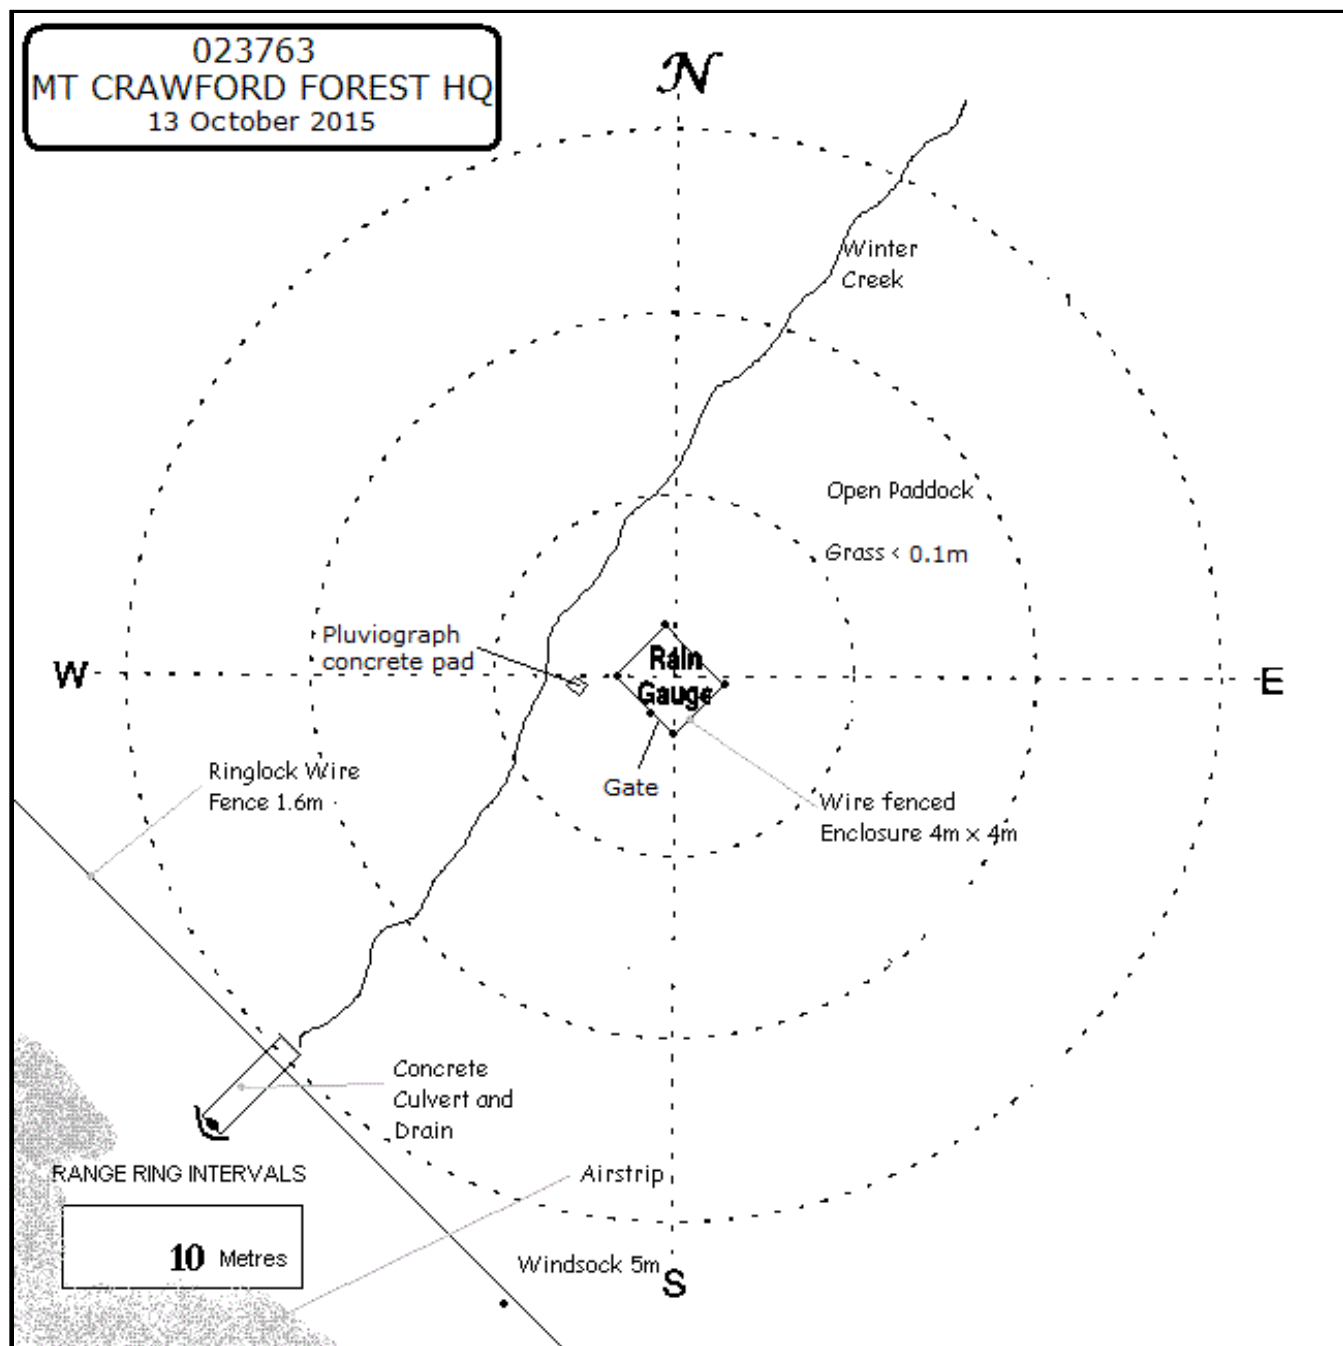 023763
MT CRAWFORD FOREST HQ
13 October 2015
N
Winter
Creek
Open Paddock
Grass < 0.1m
Pluviograph
concrete pad
Rain
Gauge
W
E
Ringlock Wire
Fence 1.6m
Gate
Wire fenced
Enclosure 4m x 4m
Concrete
Culvert and
Drain
RANGE RING INTERVALS
10 Metres
Airstrip
Windsock 5m
S